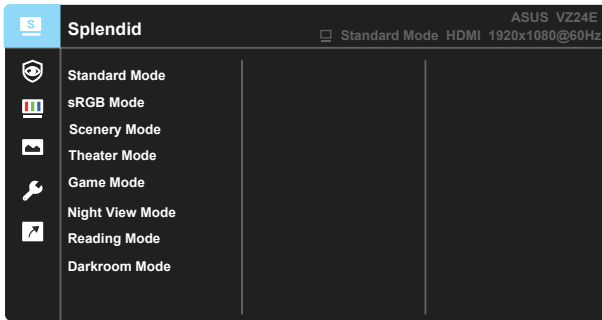 S
Splendid
ASUS VZ24E
Standard Mode HDMI 1920x1080@60Hz
Standard Mode
sRGB Mode
Scenery Mode
Theater Mode
Game Mode
Night View Mode
Reading Mode
Darkroom Mode